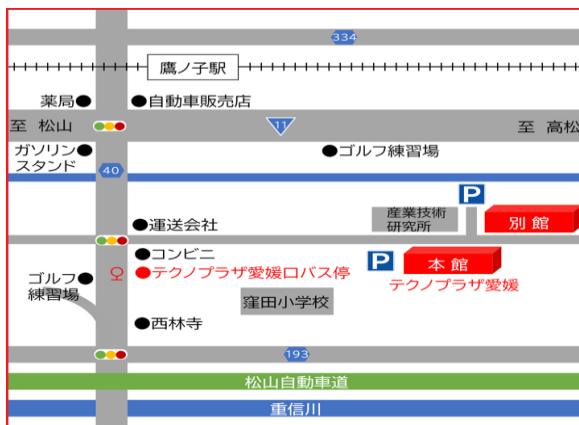 334
鷹ノ子駅
薬局
自動車販売店
至 松山
11
至 高松
ガソリン
スタンド
ゴルフ練習場
40
P
運送会社
産業技術
研究所
別館
コンビニ
P
本館
テクノプラザ愛媛口バス停
テクノプラザ愛媛
ゴルフ
練習場
窪田小学校
西林寺
193
松山自動車道
重信川